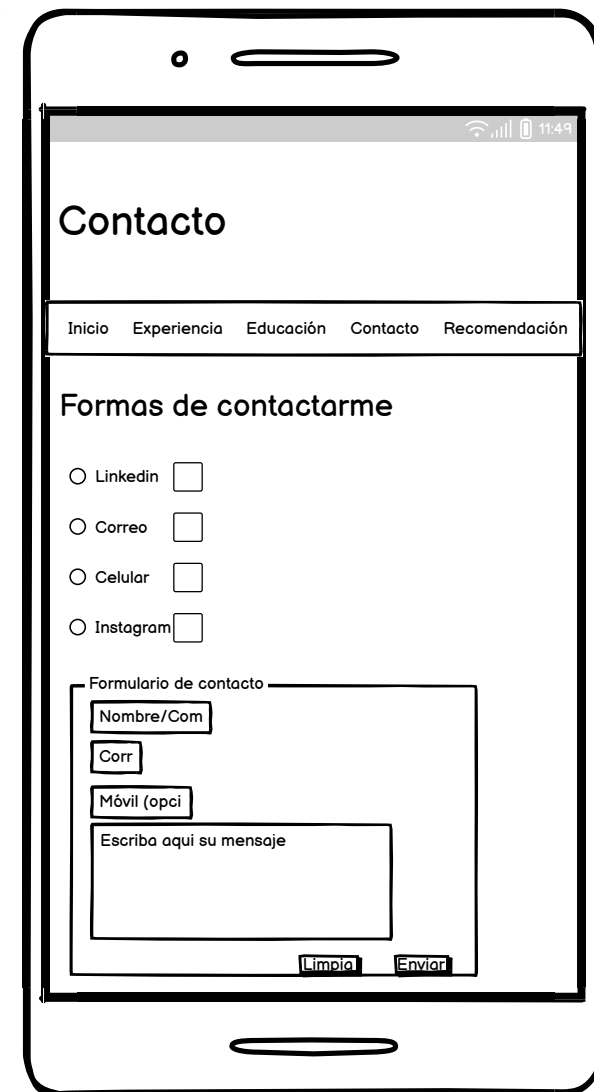 11:49
Contacto
Inicio Experiencia Educación Contacto Recomendación
Formas de contactarme
Linkedin
Correo
Celular
Instagram
Formulario de contacto
Nombre/Com
Corr
Móvil (opci
Escriba aqui su mensaje
Limpia Enviar